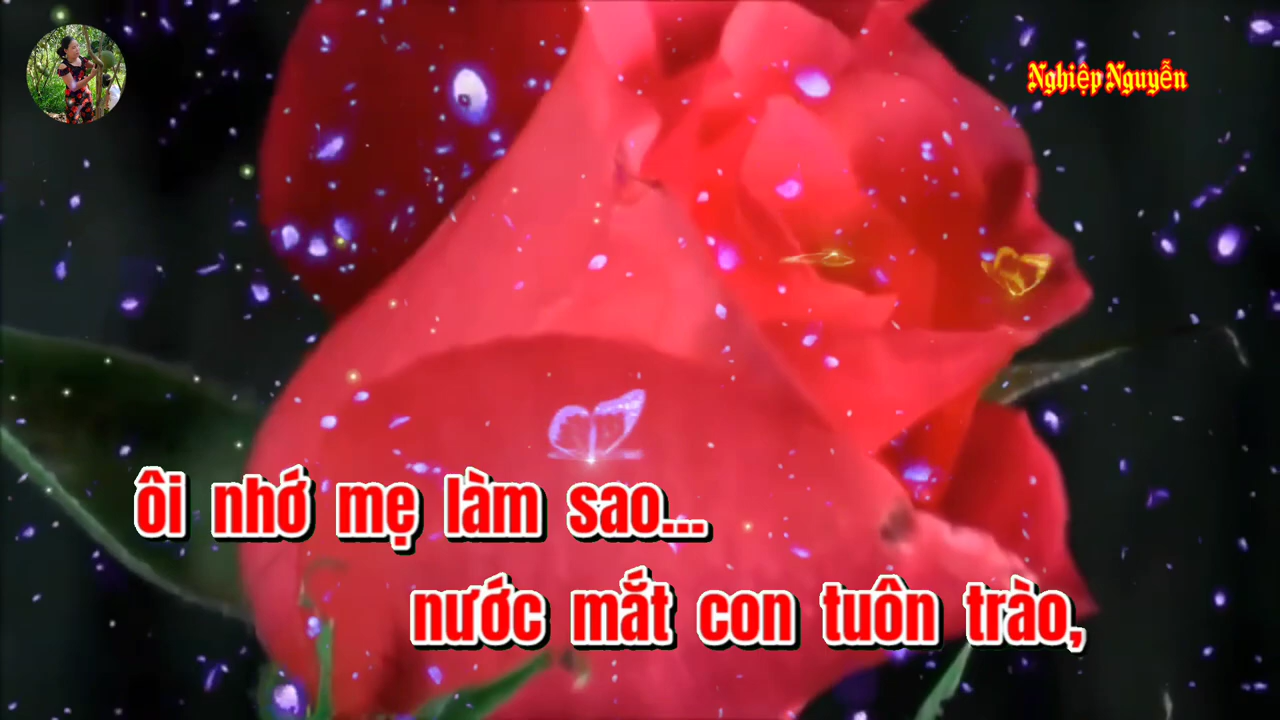 Nghiệp Nguyễn
ôi nhớ mẹ làm sao...
nước mắt con tuôn trào,